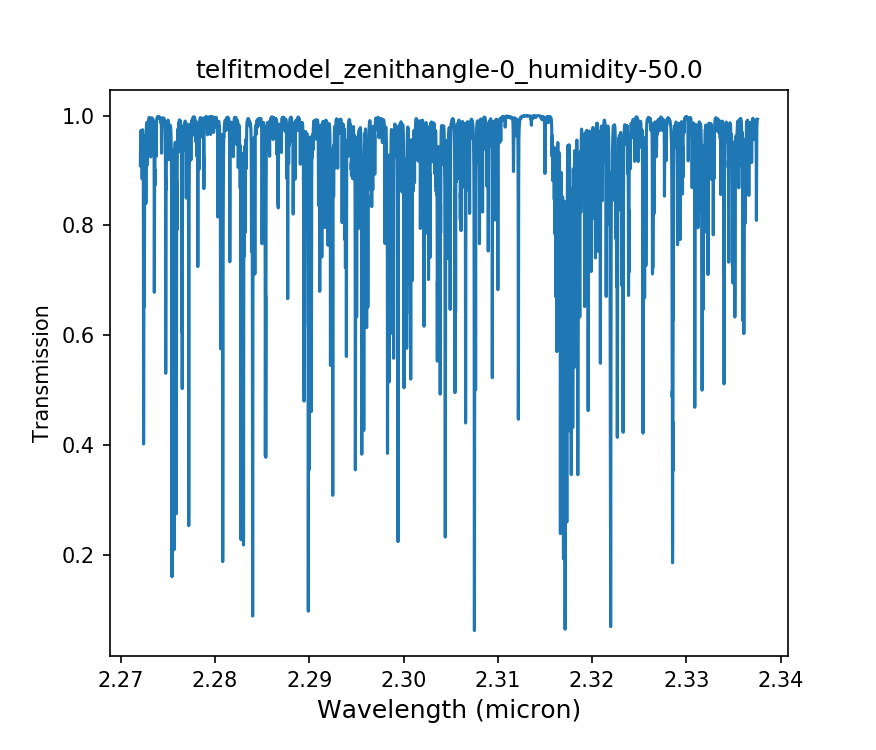 telfitmodel_zenithangle-0_humidity-50.0
1.0
0.8
0.6
0.4
0.2
Transmission
2.27 2.28 2.29 2.30 2.31 2.32 2.33 2.34
Wavelength (micron)